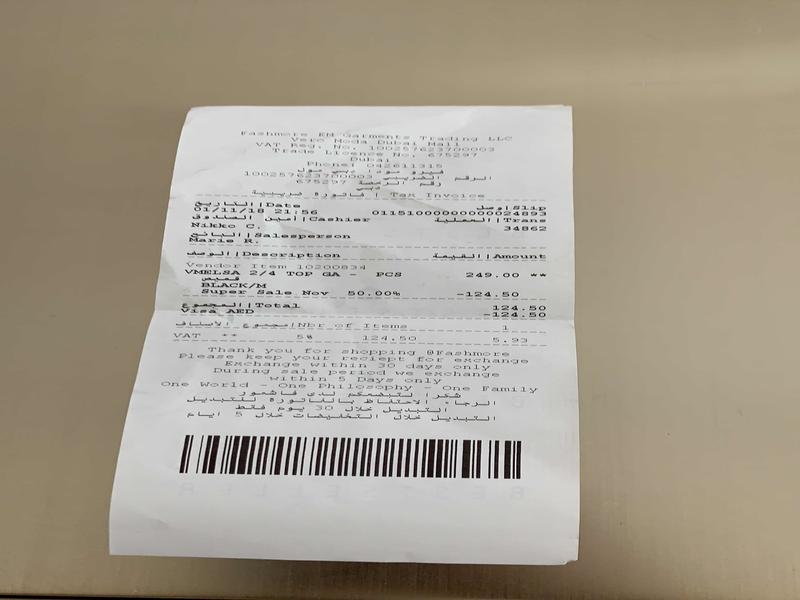 Fashmore EM Garments Trading LLC
Vero Moda Dubai Mall
VAT Reg. No. 100257623700003
Trade Licence No. 675297
Dubai
Phone: 042611315
فيرو مودا دبي مول
الرقم الضريبي 100257623700003
رقم الرخصة 675297
دبي
فاتورة ضريبية | Tax Invoice
التاريخ|Date وصل|Slip
01/11/18 21:56 01151000000000024893
أمين الصندوق|Cashier العملية|Trans
Nikko C. 34862
البائع|Salesperson
Marie R.
الوصف|Description القيمة|Amount
Vendor Item 10200834
VMELSA 2/4 TOP GA - PCS 249.00 **
قميص
BLACK/M
Super Sale Nov 50.00% -124.50
المجموع|Total 124.50
Visa AED -124.50
مجموع الأصناف|Nbr of Items 1
VAT ** 5% 124.50 5.93
Thank you for shopping @Fashmore
Please keep your reciept for exchange
Exchange within 30 days only
During sale period we exchange
within 5 Days only
One World - One Philosophy - One Family
شكرا لتبضعكم لدى فاشمور
الرجاء الاحتفاظ بالفاتورة للتبديل
التبديل خلال 30 يوم فقط
التبديل خلال التخفيضات خلال 5 ايام